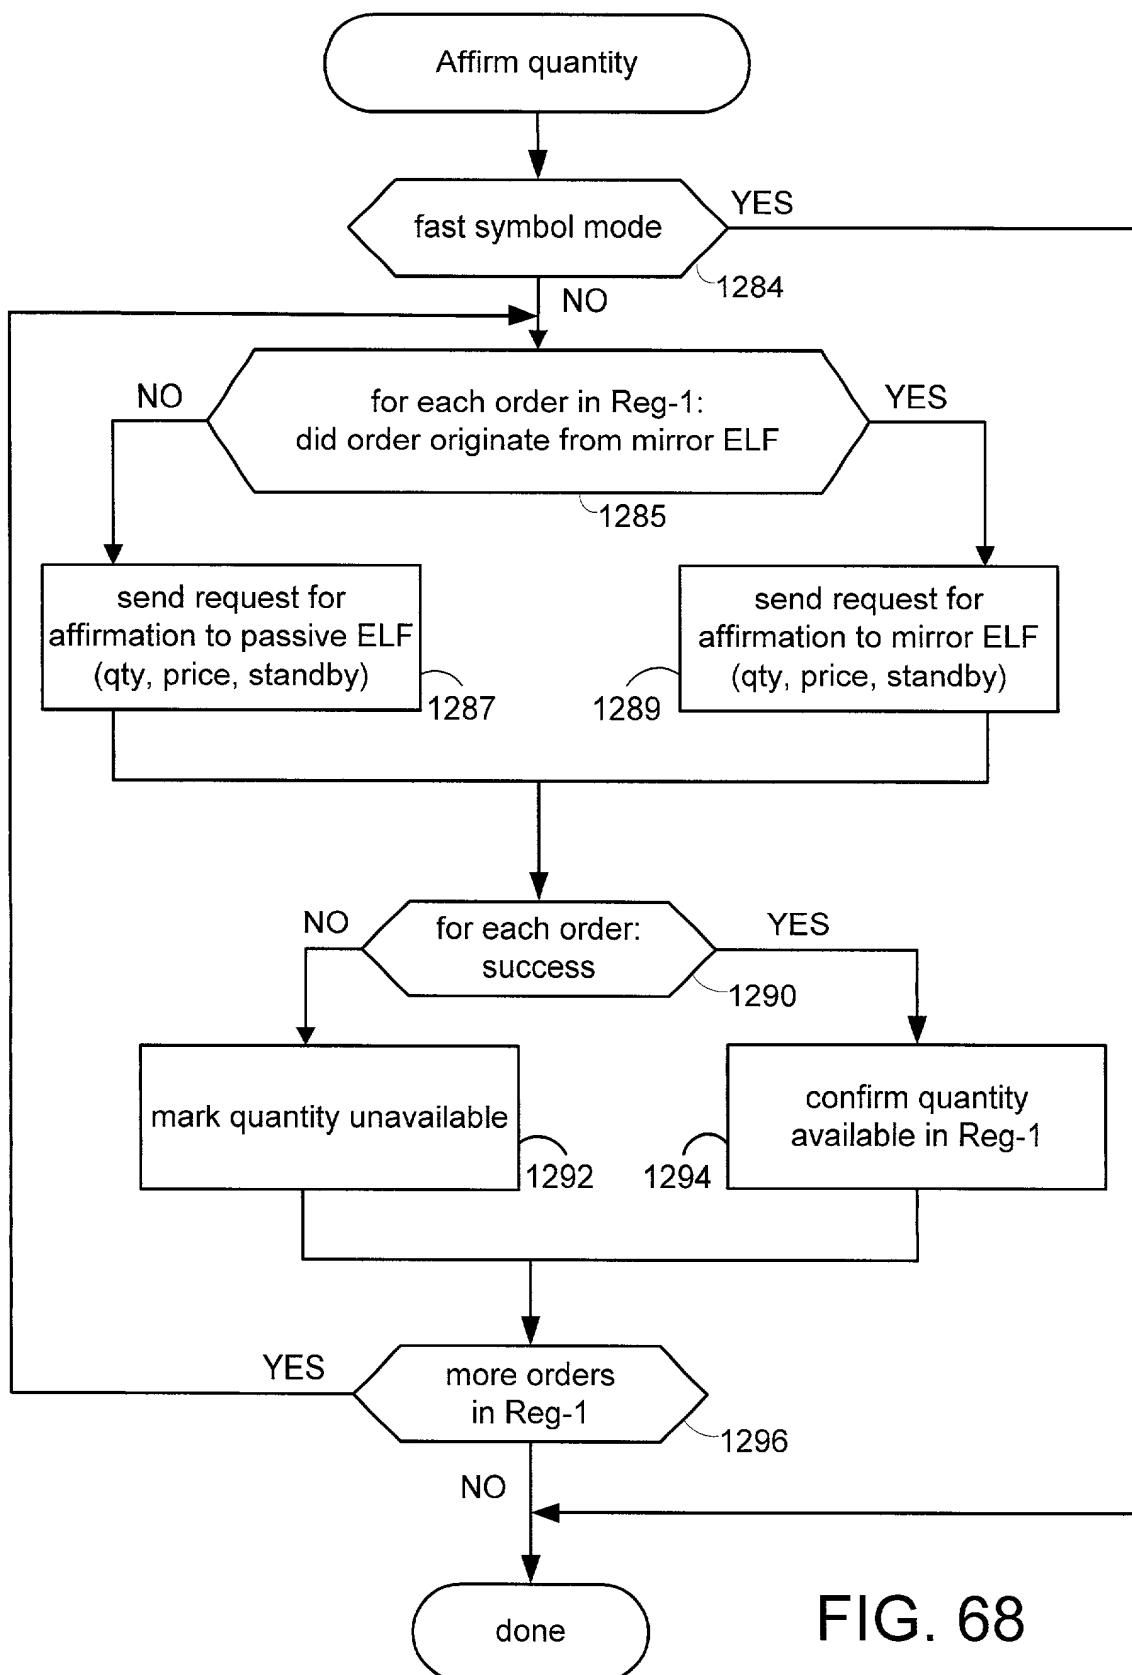 Affirm quantity
fast symbol mode
YES
1284
NO
for each order in Reg-1:
did order originate from mirror ELF
NO
YES
1285
send request for
affirmation to passive ELF
(qty, price, standby)
1287
send request for
affirmation to mirror ELF
(qty, price, standby)
1289
for each order:
success
NO
YES
1290
mark quantity unavailable
1292
confirm quantity
available in Reg-1
1294
more orders
in Reg-1
YES
1296
NO
done
FIG. 68